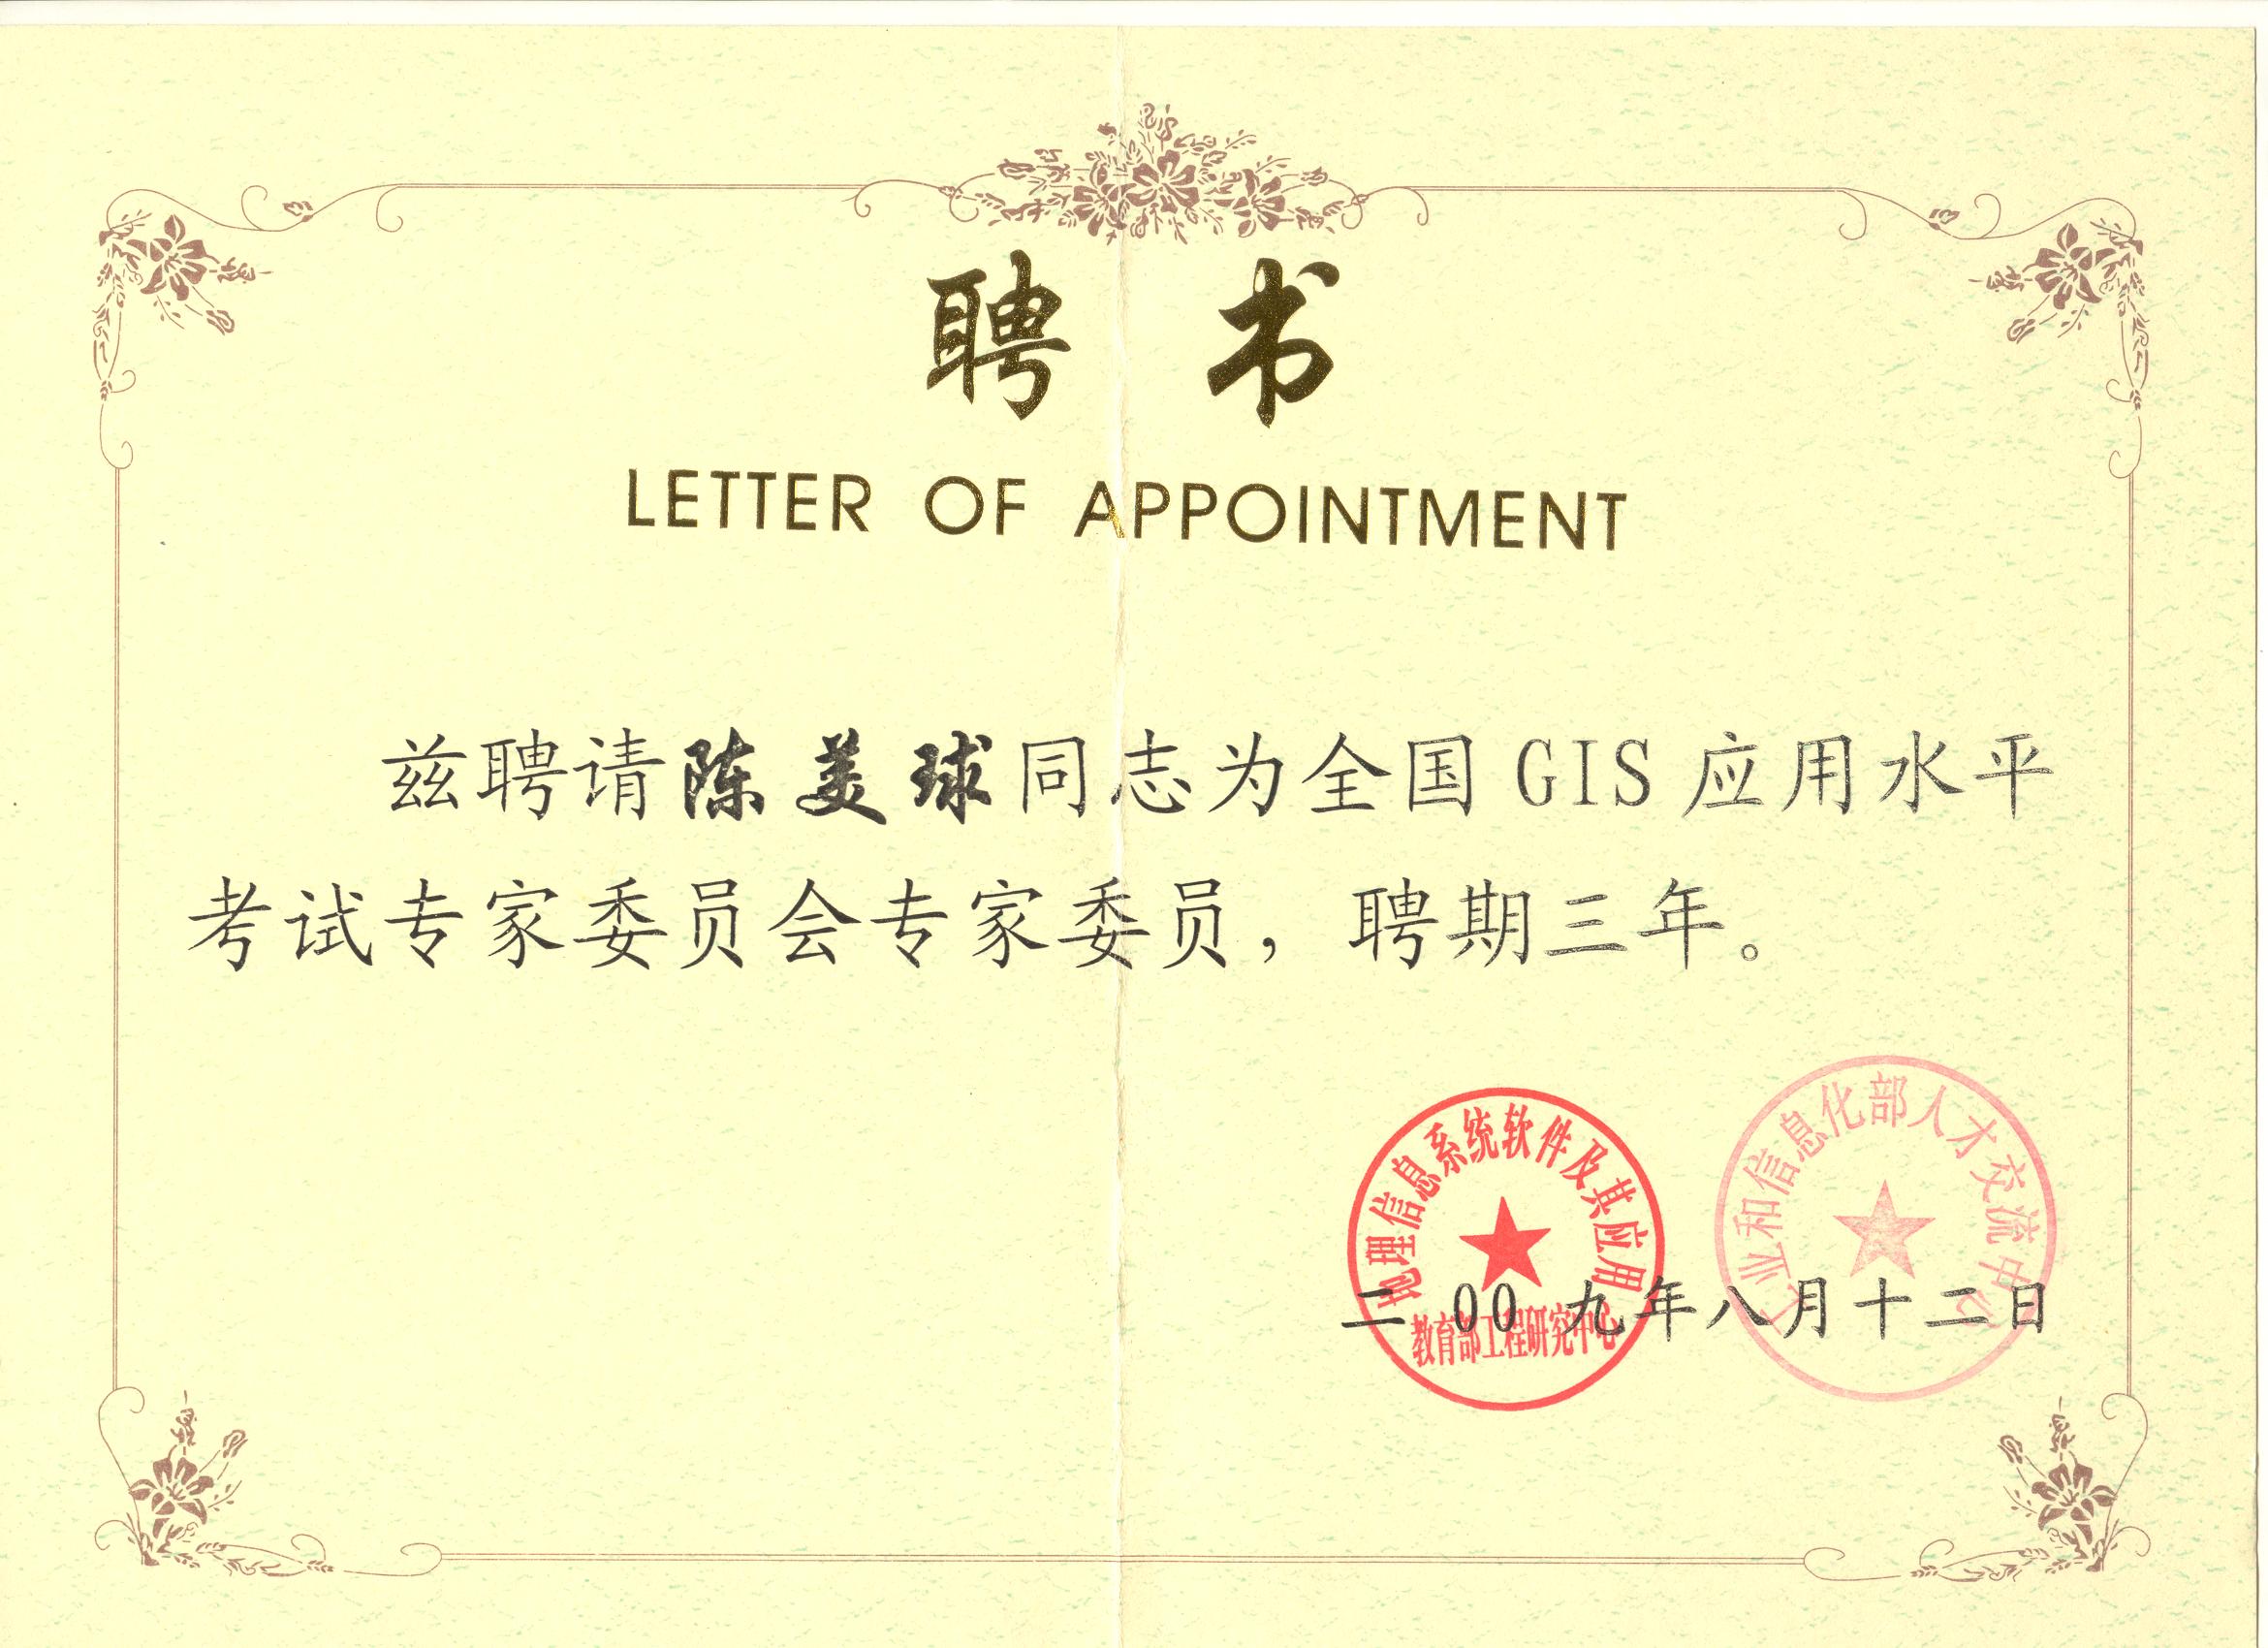 聘 书
LETTER OF APPOINTMENT
兹聘请陈美球同志为全国 GIS 应用水平
考试专家委员会专家委员，聘期三年。
地理信息系统软件及其应用
教育部工程研究中心
工业和信息化部人才交流中心
二00九年八月十二日